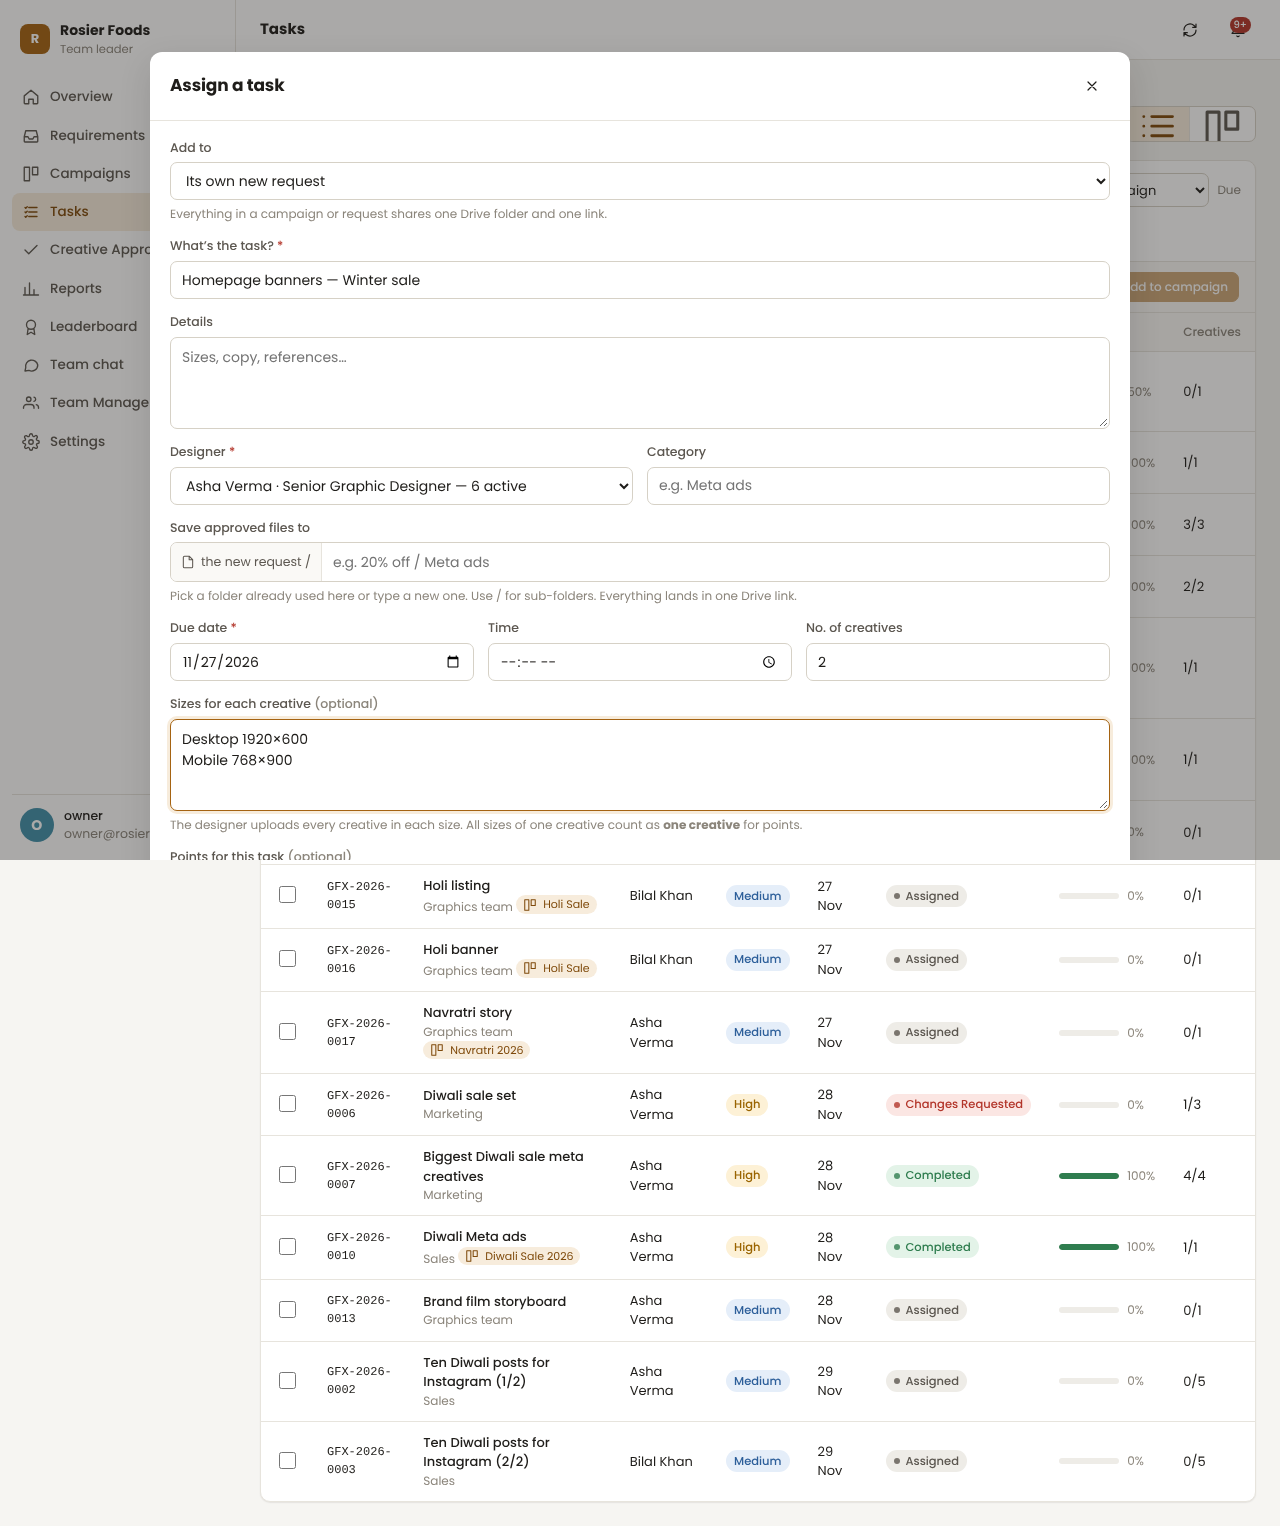 R
Rosier Foods
Team leader
Tasks
9+
Overview
Requirements
Campaigns
Tasks
Creative Appro
Reports
Leaderboard
Team chat
Team Manage
Settings
owner
owner@rosier
O
Assign a task
Add to
Its own new request
Everything in a campaign or request shares one Drive folder and one link.
What's the task? *
Homepage banners — Winter sale
Details
Sizes, copy, references…
Designer *
Category
Asha Verma · Senior Graphic Designer — 6 active
e.g. Meta ads
Save approved files to
the new request /
e.g. 20% off / Meta ads
Pick a folder already used here or type a new one. Use / for sub-folders. Everything lands in one Drive link.
Due date *
Time
No. of creatives
11/27/2026
--:-- --
2
Sizes for each creative (optional)
Desktop 1920×600
Mobile 768×900
The designer uploads every creative in each size. All sizes of one creative count as one creative for points.
Points for this task (optional)
aign
Due
dd to campaign
Creatives
50%
0/1
00%
1/1
00%
3/3
00%
2/2
00%
1/1
00%
1/1
0%
0/1
GFX-2026-
0015
Holi listing
Graphics team
Holi Sale
Bilal Khan
Medium
27
Nov
Assigned
0%
0/1
GFX-2026-
0016
Holi banner
Graphics team
Holi Sale
Bilal Khan
Medium
27
Nov
Assigned
0%
0/1
GFX-2026-
0017
Navratri story
Graphics team
Navratri 2026
Asha
Verma
Medium
27
Nov
Assigned
0%
0/1
GFX-2026-
0006
Diwali sale set
Marketing
Asha
Verma
High
28
Nov
Changes Requested
0%
1/3
GFX-2026-
0007
Biggest Diwali sale meta
creatives
Marketing
Asha
Verma
High
28
Nov
Completed
100%
4/4
GFX-2026-
0010
Diwali Meta ads
Sales
Diwali Sale 2026
Asha
Verma
High
28
Nov
Completed
100%
1/1
GFX-2026-
0013
Brand film storyboard
Graphics team
Asha
Verma
Medium
28
Nov
Assigned
0%
0/1
GFX-2026-
0002
Ten Diwali posts for
Instagram (1/2)
Sales
Asha
Verma
Medium
29
Nov
Assigned
0%
0/5
GFX-2026-
0003
Ten Diwali posts for
Instagram (2/2)
Sales
Bilal Khan
Medium
29
Nov
Assigned
0%
0/5